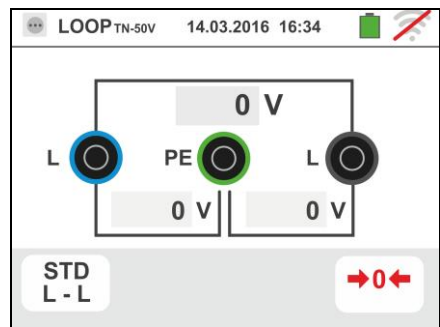 LOOP TN-50V 14.03.2016 16:34
0 V
L PE L
0 V 0 V
STD
L - L
→0←